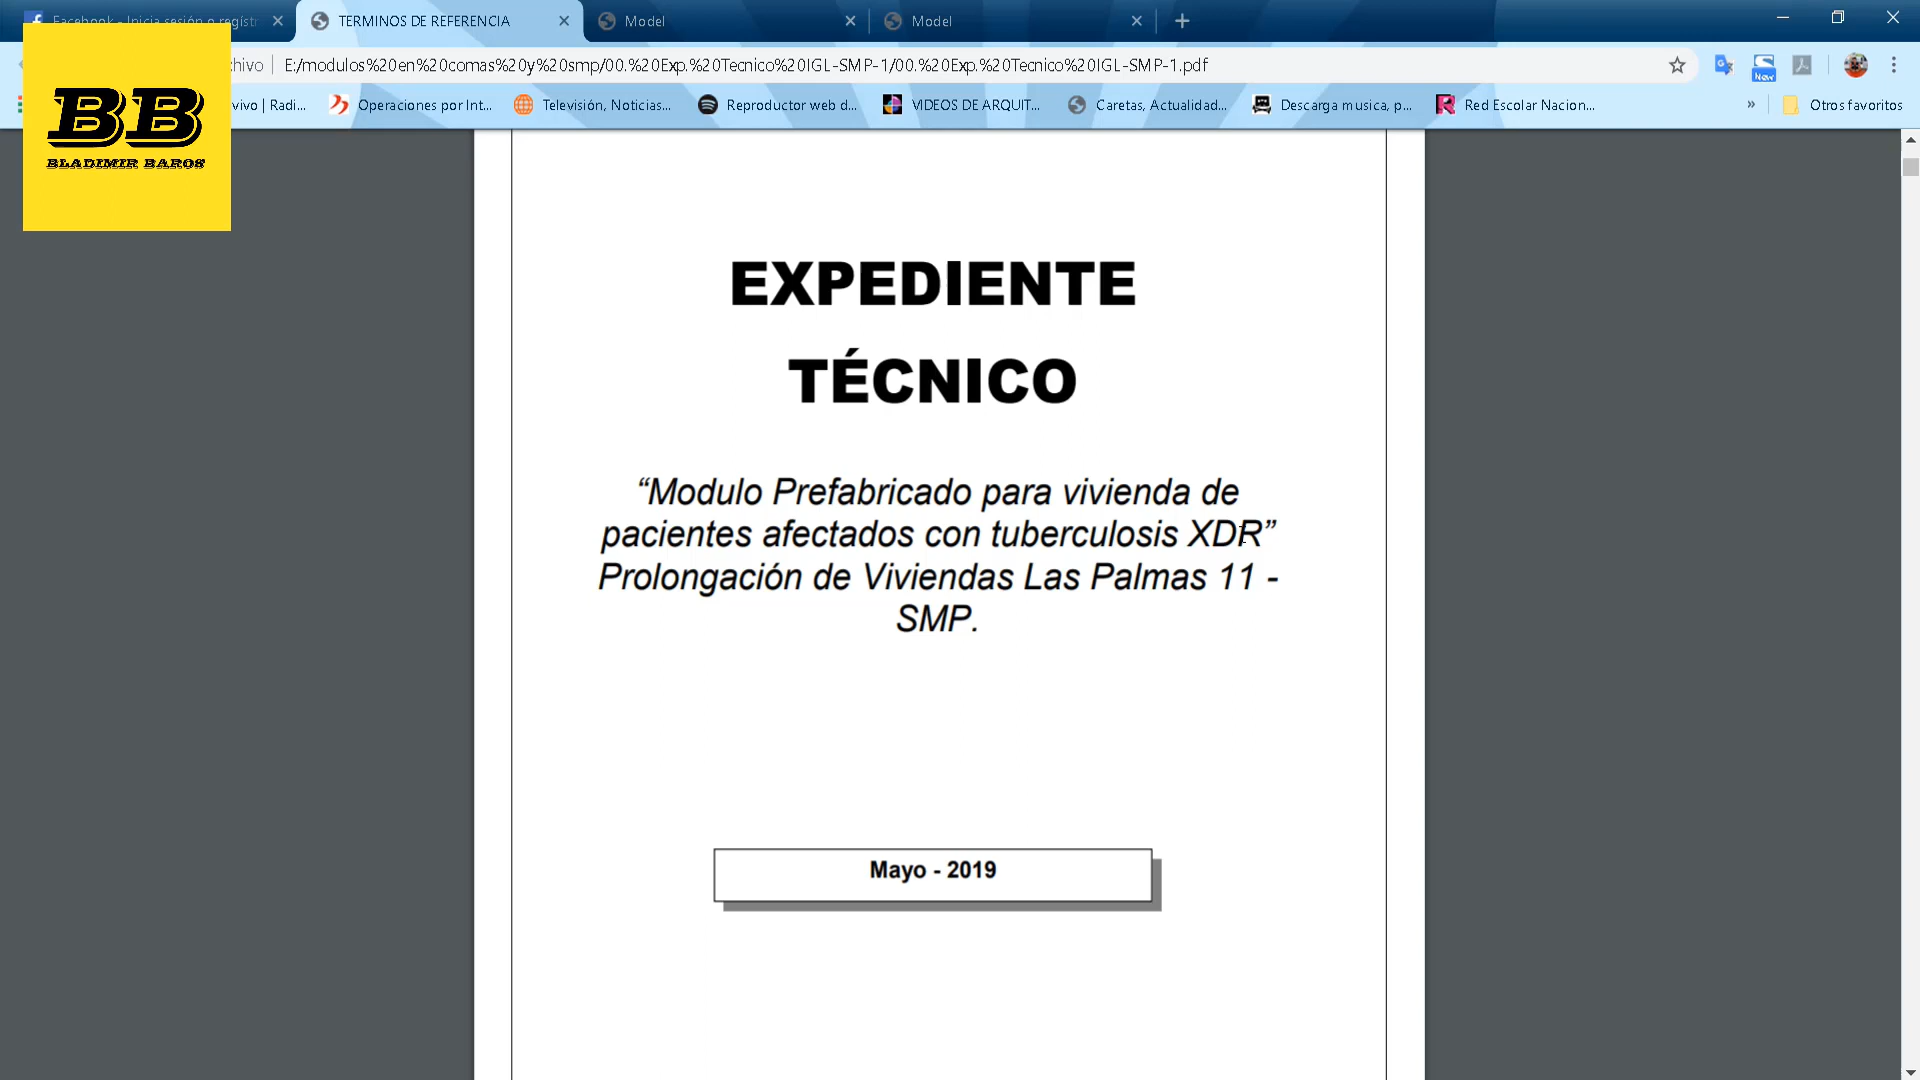 TERMINOS DE REFERENCIA
Model
Model
E:/modulos%20en%20comas%20y%20smp/00.%20Exp.%20Tecnico%20IGL-SMP-1/00.%20Exp.%20Tecnico%20IGL-SMP-1.pdf
New
vivo | Radi...
Operaciones por Int...
Televisión, Noticias...
Reproductor web d...
VIDEOS DE ARQUIT...
Caretas, Actualidad...
Descarga musica, p...
Red Escolar Nacion...
»
Otros favoritos
BB
BLADIMIR BAROS
EXPEDIENTE
TÉCNICO
“Modulo Prefabricado para vivienda de
pacientes afectados con tuberculosis XDR”
Prolongación de Viviendas Las Palmas 11 -
SMP.
Mayo - 2019